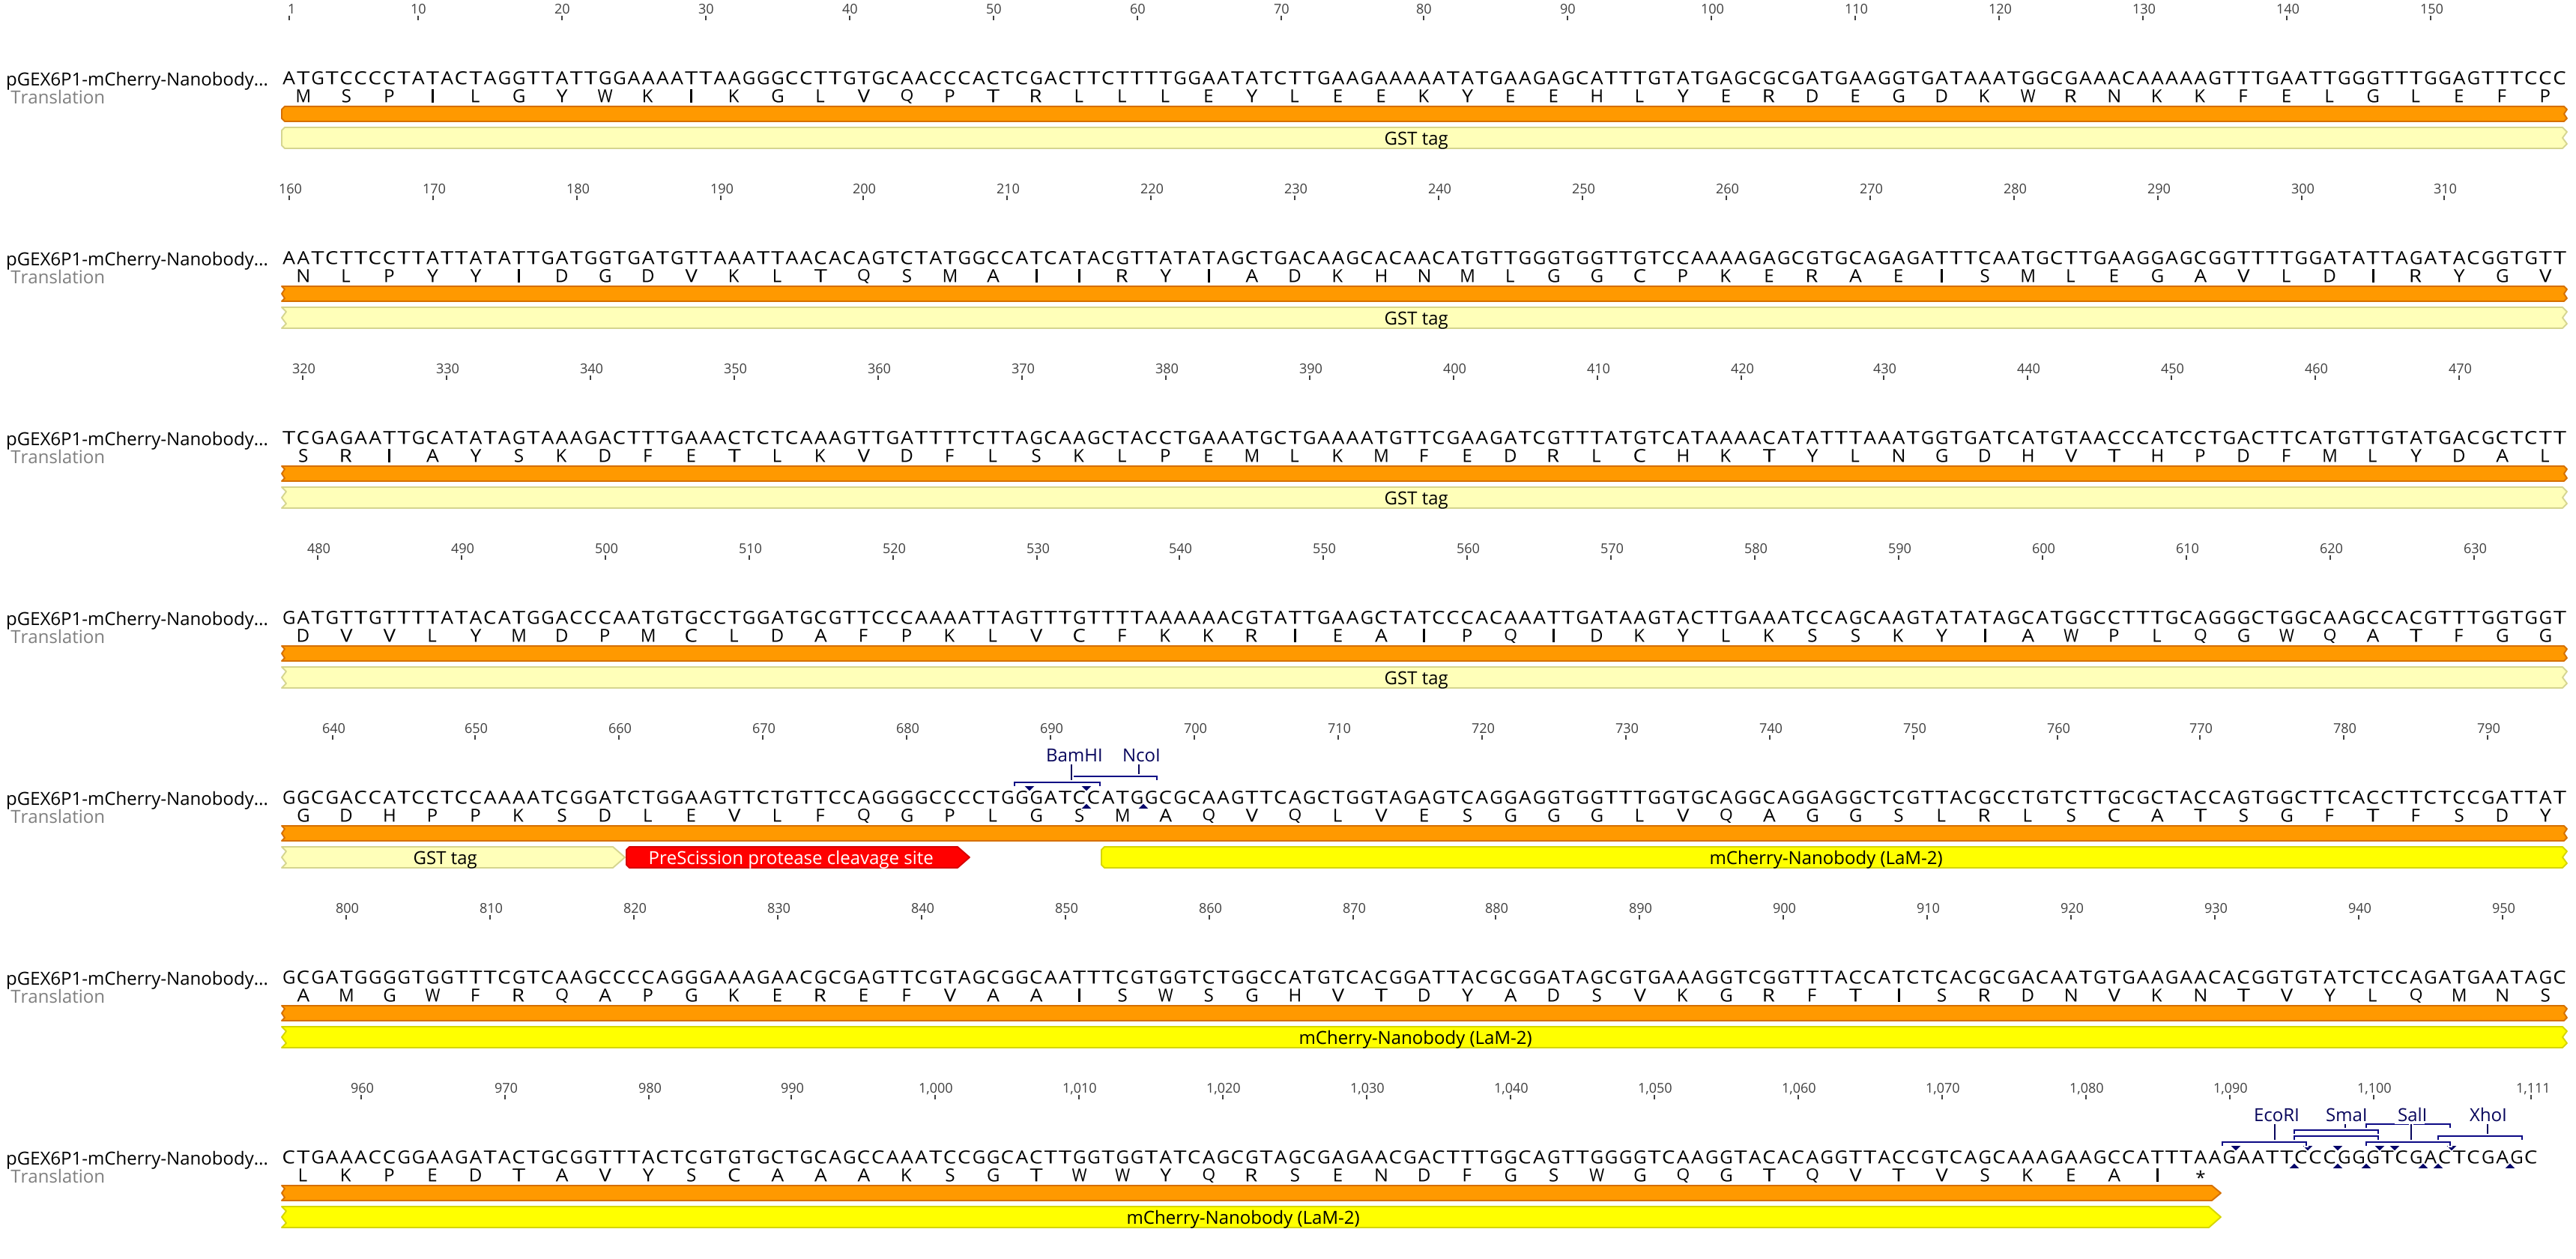 1 10 20 30 40 50 60 70 80 90 100 110 120 130 140 150
pGEX6P1-mCherry-Nanobody... ATGTCCCCTATACTAGGTTATTGGAAAATTAAGGGCCTTGTGCAACCCACTCGACTTCTTTTGGAATATCTTGAAGAAAAATATGAAGAGCATTTGTATGAGCGCGATGAAGGTGATAAATGGCGAAACAAAAAGTTTGAATTGGGTTTGGAGTTTCCC
Translation M S P I L G Y W K I K G L V Q P T R L L L E Y L E E K Y E E H L Y E R D E G D K W R N K K F E L G L E F P
GST tag
160 170 180 190 200 210 220 230 240 250 260 270 280 290 300 310
pGEX6P1-mCherry-Nanobody... AATCTTCCTTATTATATTGATGGTGATGTTAAATTAACACAGTCTATGGCCATCATACGTTATATAGCTGACAAGCACAACATGTTGGGTGGTTGTCCAAAAGAGCGTGCAGAGATTTCAATGCTTGAAGGAGCGGTTTTGGATATTAGATACGGTGTT
Translation N L P Y Y I D G D V K L T Q S M A I I R Y I A D K H N M L G G C P K E R A E I S M L E G A V L D I R Y G V
GST tag
320 330 340 350 360 370 380 390 400 410 420 430 440 450 460 470
pGEX6P1-mCherry-Nanobody... TCGAGAATTGCATATAGTAAAGACTTTGAAACTCTCAAAGTTGATTTTCTTAGCAAGCTACCTGAAATGCTGAAAATGTTCGAAGATCGTTTATGTCATAAAACATATTTAAATGGTGATCATGTAACCCATCCTGACTTCATGTTGTATGACGCTCTT
Translation S R I A Y S K D F E T L K V D F L S K L P E M L K M F E D R L C H K T Y L N G D H V T H P D F M L Y D A L
GST tag
480 490 500 510 520 530 540 550 560 570 580 590 600 610 620 630
pGEX6P1-mCherry-Nanobody... GATGTTGTTTTATACATGGACCCAATGTGCCTGGATGCGTTCCCAAAATTAGTTTGTTTTAAAAAACGTATTGAAGCTATCCCACAAATTGATAAGTACTTGAAATCCAGCAAGTATATAGCATGGCCTTTGCAGGGCTGGCAAGCCACGTTTGGTGGT
Translation D V V L Y M D P M C L D A F P K L V C F K K R I E A I P Q I D K Y L K S S K Y I A W P L Q G W Q A T F G G
GST tag
640 650 660 670 680 690 700 710 720 730 740 750 760 770 780 790
BamHI NcoI
pGEX6P1-mCherry-Nanobody... GGCGACCATCCTCCAAAATCGGATCTGGAAGTTCTGTTCCAGGGGCCCCTGGGATCCATGGCGCAAGTTCAGCTGGTAGAGTCAGGAGGTGGTTTGGTGCAGGCAGGAGGCTCGTTACGCCTGTCTTGCGCTACCAGTGGCTTCACCTTCTCCGATTAT
Translation G D H P P K S D L E V L F Q G P L G S M A Q V Q L V E S G G G L V Q A G G S L R L S C A T S G F T F S D Y
GST tag PreScission protease cleavage site mCherry-Nanobody (LaM-2)
800 810 820 830 840 850 860 870 880 890 900 910 920 930 940 950
pGEX6P1-mCherry-Nanobody... GCGATGGGGTGGTTTCGTCAAGCCCCAGGGAAAGAACGCGAGTTCGTAGCGGCAATTTCGTGGTCTGGCCATGTCACGGATTACGCGGATAGCGTGAAAGGTCGGTTTACCATCTCACGCGACAATGTGAAGAACACGGTGTATCTCCAGATGAATAGC
Translation A M G W F R Q A P G K E R E F V A A I S W S G H V T D Y A D S V K G R F T I S R D N V K N T V Y L Q M N S
mCherry-Nanobody (LaM-2)
960 970 980 990 1,000 1,010 1,020 1,030 1,040 1,050 1,060 1,070 1,080 1,090 1,100 1,111
EcoRI SmaI SalI XhoI
pGEX6P1-mCherry-Nanobody... CTGAAACCGGAAGATACTGCGGTTTACTCGTGTGCTGCAGCCAAATCCGGCACTTGGTGGTATCAGCGTAGCGAGAACGACTTTGGCAGTTGGGGTCAAGGTACACAGGTTACCGTCAGCAAAGAAGCCATTTAAGAATTCCCGGGTCGACTCGAGC
Translation L K P E D T A V Y S C A A A K S G T W W Y Q R S E N D F G S W G Q G T Q V T V S K E A I *
mCherry-Nanobody (LaM-2)